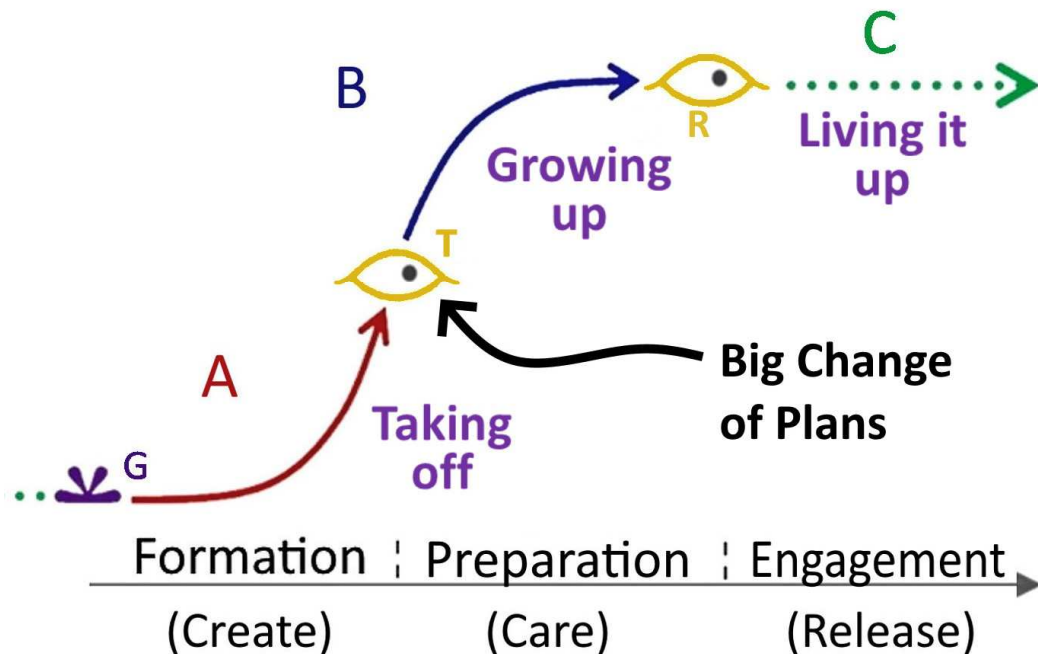 C
B
R
Living it
up
Growing
up
T
A
Big Change
of Plans
Taking
off
G
Formation ¦ Preparation ¦ Engagement
(Create) (Care) (Release)